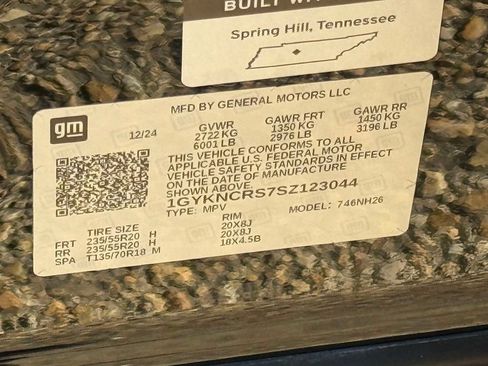 BUILT WI
Spring Hill, Tennessee
gm
MFD BY GENERAL MOTORS LLC
12/24 GVWR GAWR FRT GAWR RR
2722 KG 1350 KG 1450 KG
6001 LB 2976 LB 3196 LB
THIS VEHICLE CONFORMS TO ALL
APPLICABLE U.S. FEDERAL MOTOR
VEHICLE SAFETY STANDARDS IN EFFECT
ON THE DATE OF MANUFACTURE
SHOWN ABOVE.
1GYKNCRS7SZ123044
TYPE: MPV MODEL: 746NH26
TIRE SIZE RIM
FRT 235/55R20 H 20X8J
RR 235/55R20 H 20X8J
SPA T135/70R18 M 18X4.5B